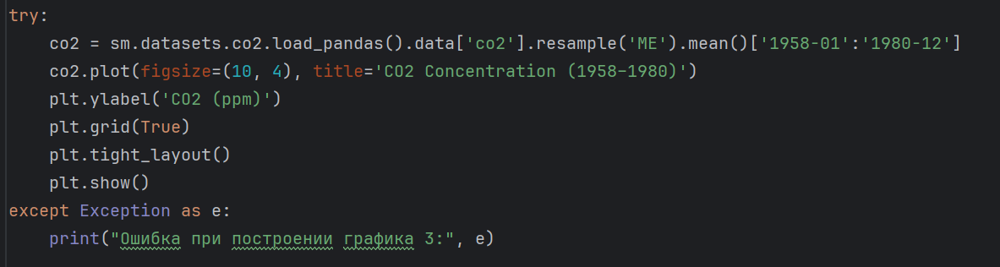 try:
    co2 = sm.datasets.co2.load_pandas().data['co2'].resample('ME').mean()['1958-01':'1980-12']
    co2.plot(figsize=(10, 4), title='CO2 Concentration (1958–1980)')
    plt.ylabel('CO2 (ppm)')
    plt.grid(True)
    plt.tight_layout()
    plt.show()
except Exception as e:
    print("Ошибка при построении графика 3:", e)